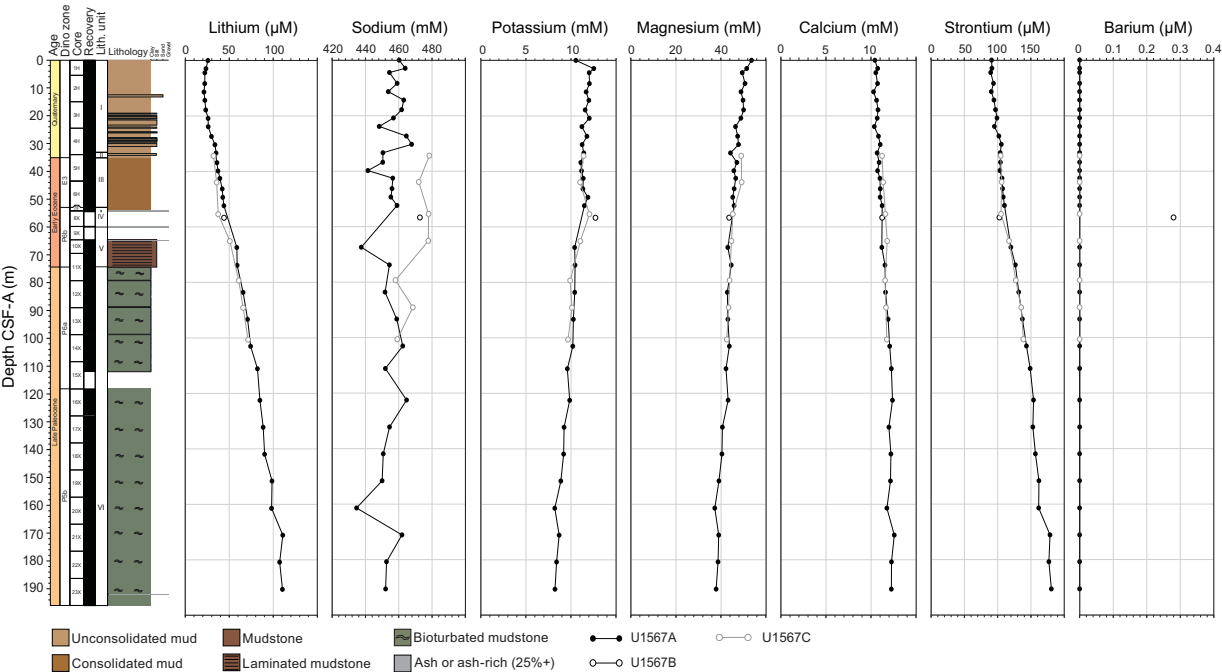 Age
Dino zone
Core
Recovery
Lith. unit
Lithology
Clay
Silt
Sand
Gravel
Lithium (µM)
Sodium (mM)
Potassium (mM)
Magnesium (mM)
Calcium (mM)
Strontium (µM)
Barium (µM)
0 50 100 150
420 440 460 480
0 10
0 20 40
0 10
0 50 100 150
0 0.1 0.2 0.3 0.4
Depth CSF-A (m)
0
10
20
30
40
50
60
70
80
90
100
110
120
130
140
150
160
170
180
190
Quaternary
Early Eocene
Late Paleocene
E3
P6b
P6a
P5b
1H
2H
3H
4H
5H
6H
8X
9X
10X
11X
12X
13X
14X
15X
16X
17X
18X
19X
20X
21X
22X
23X
I
II
III
IV
V
VI
Unconsolidated mud
Mudstone
Bioturbated mudstone
U1567A
U1567C
Consolidated mud
Laminated mudstone
Ash or ash-rich (25%+)
U1567B